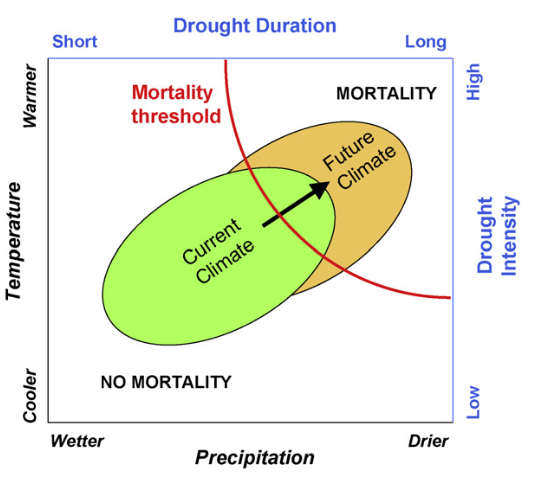 Drought Duration
Short
Long
Warmer
Mortality
threshold
MORTALITY
High
Future
Climate
Temperature
Current
Climate
Drought
Intensity
NO MORTALITY
Cooler
Low
Wetter
Drier
Precipitation